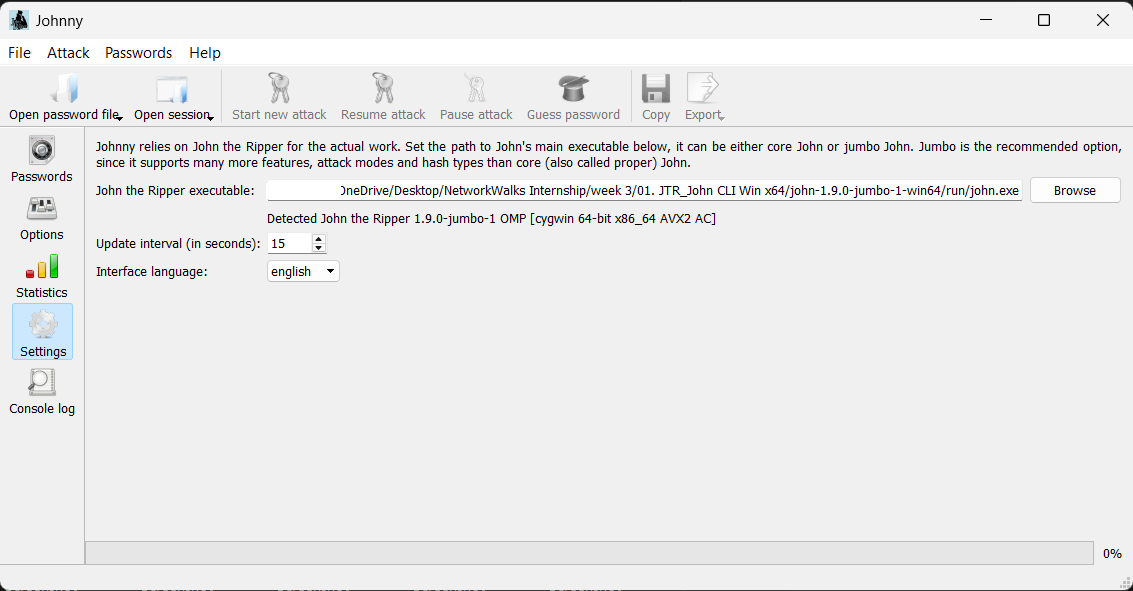 Johnny
File Attack Passwords Help
Open password file Open session Start new attack Resume attack Pause attack Guess password Copy Export
Passwords
Options
Statistics
Settings
Console log
Johnny relies on John the Ripper for the actual work. Set the path to John's main executable below, it can be either core John or jumbo John. Jumbo is the recommended option,
since it supports many more features, attack modes and hash types than core (also called proper) John.
John the Ripper executable: OneDrive/Desktop/NetworkWalks Internship/week 3/01. JTR_John CLI Win x64/john-1.9.0-jumbo-1-win64/run/john.exe Browse
Detected John the Ripper 1.9.0-jumbo-1 OMP [cygwin 64-bit x86_64 AVX2 AC]
Update interval (in seconds): 15
Interface language: english
0%